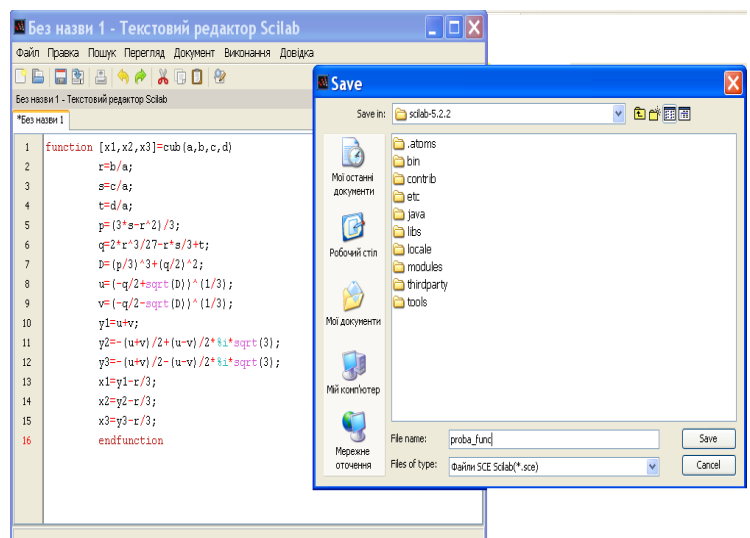 Без назви 1 - Текстовий редактор Scilab
Файл Правка Пошук Перегляд Документ Виконання Довідка
Без назви 1 - Текстовий редактор Scilab
*Без назви 1
1 function [x1,x2,x3]=cub(a,b,c,d)
2 r=b/a;
3 s=c/a;
4 t=d/a;
5 p=(3*s-r^2)/3;
6 q=2*r^3/27-r*s/3+t;
7 D=(p/3)^3+(q/2)^2;
8 u=(-q/2+sqrt(D))^(1/3);
9 v=(-q/2-sqrt(D))^(1/3);
10 y1=u+v;
11 y2=-(u+v)/2+(u-v)/2*%i*sqrt(3);
12 y3=-(u+v)/2-(u-v)/2*%i*sqrt(3);
13 x1=y1-r/3;
14 x2=y2-r/3;
15 x3=y3-r/3;
16 endfunction
Save
Save in: scilab-5.2.2
Мої останні
документи
Робочий стіл
Мої документи
Мій комп'ютер
Мережне
оточення
.atoms
bin
contrib
etc
java
libs
locale
modules
thirdparty
tools
File name: proba_func Save
Files of type: Файли SCE Scilab(*.sce) Cancel